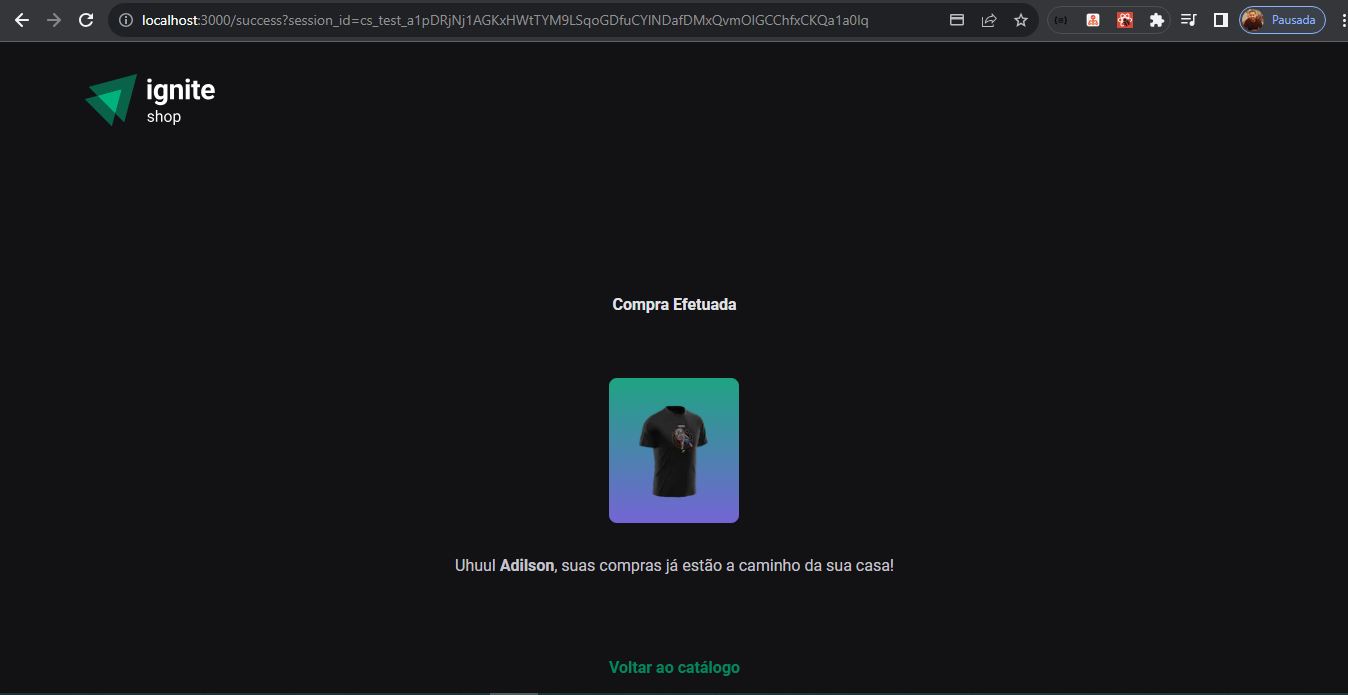 localhost:3000/success?session_id=cs_test_a1pDRjNj1AGKxHWtTYM9LSqoGDfuCYlNDafDMxQvmOlGCChfxCKQa1a0Iq
Pausada
ignite
shop
Compra Efetuada
Uhuul Adilson, suas compras já estão a caminho da sua casa!
Voltar ao catálogo